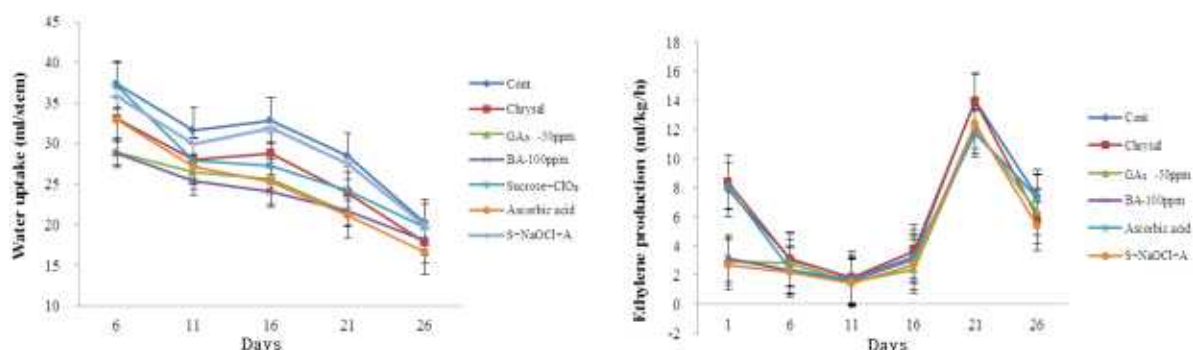 Water uptake (ml/stem)
45
40
35
30
25
20
15
10
6
11
16
21
26
Days
Cont
Chrysal
GA₃ -50ppm
BA-100ppm
Sucrose+ClO₂
Ascorbic acid
S+NaOCl+A
Ethylene production (ml/kg/h)
18
16
14
12
10
8
6
4
2
0
-2
1
6
11
16
21
26
Days
Cont
Chrysal
GA₃ -50ppm
BA-100ppm
Ascorbic acid
S+NaOCl+A